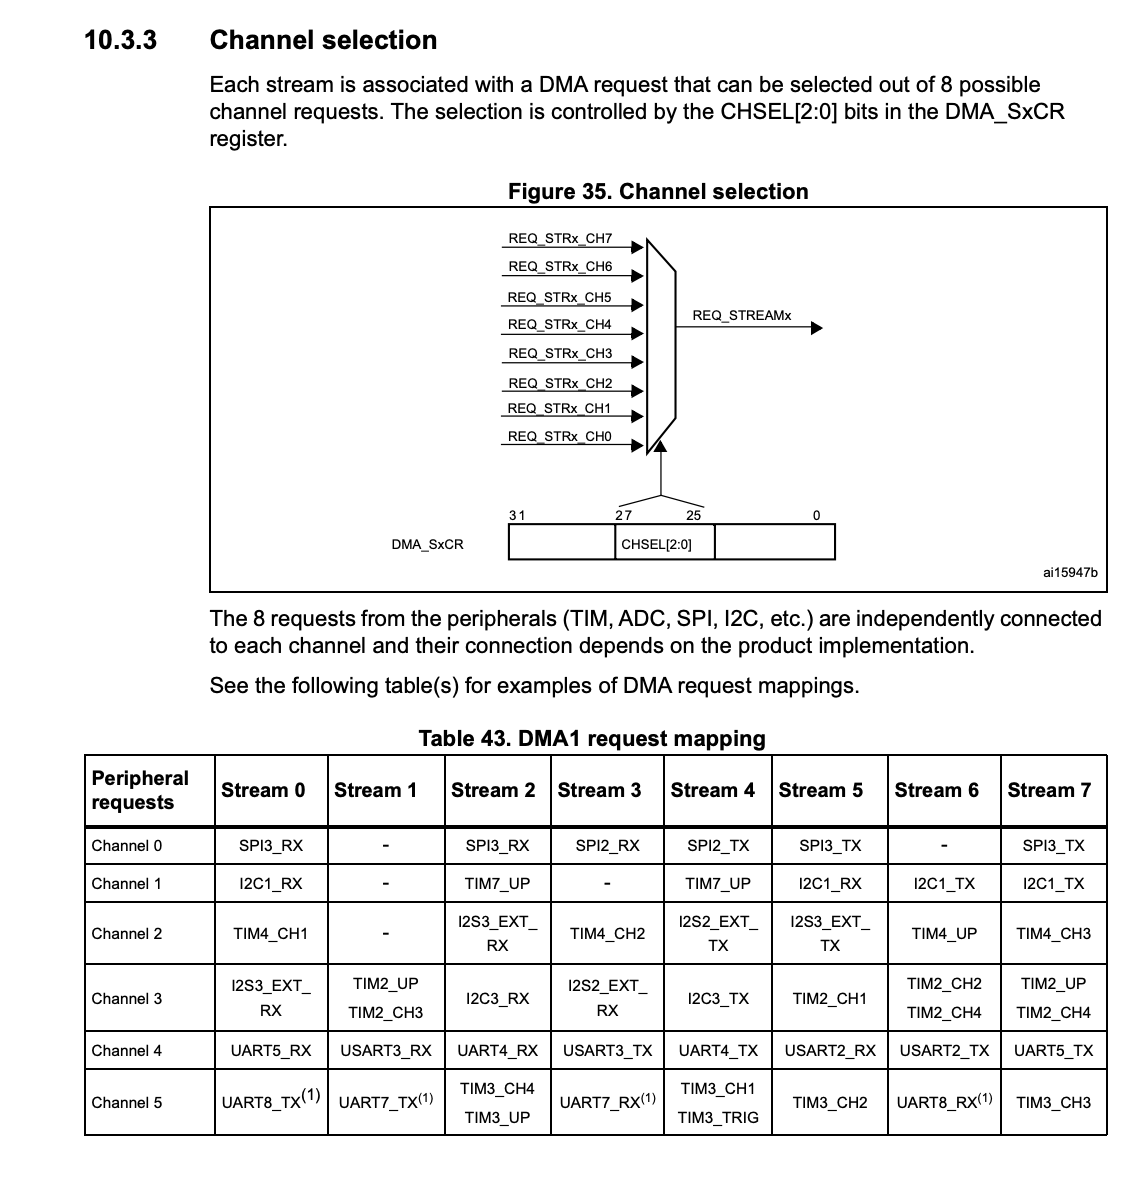 10.3.3 Channel selection
Each stream is associated with a DMA request that can be selected out of 8 possible
channel requests. The selection is controlled by the CHSEL[2:0] bits in the DMA_SxCR
register.
Figure 35. Channel selection
REQ_STRx_CH7
REQ_STRx_CH6
REQ_STRx_CH5
REQ_STRx_CH4
REQ_STRx_CH3
REQ_STRx_CH2
REQ_STRx_CH1
REQ_STRx_CH0
REQ_STREAMx
31 27 25 0
DMA_SxCR CHSEL[2:0]
ai15947b
The 8 requests from the peripherals (TIM, ADC, SPI, I2C, etc.) are independently connected
to each channel and their connection depends on the product implementation.
See the following table(s) for examples of DMA request mappings.
Table 43. DMA1 request mapping
Peripheral requests Stream 0 Stream 1 Stream 2 Stream 3 Stream 4 Stream 5 Stream 6 Stream 7
Channel 0 SPI3_RX - SPI3_RX SPI2_RX SPI2_TX SPI3_TX - SPI3_TX
Channel 1 I2C1_RX - TIM7_UP - TIM7_UP I2C1_RX I2C1_TX I2C1_TX
Channel 2 TIM4_CH1 - I2S3_EXT_RX TIM4_CH2 I2S2_EXT_TX I2S3_EXT_TX TIM4_UP TIM4_CH3
Channel 3 I2S3_EXT_RX TIM2_UP TIM2_CH3 I2C3_RX I2S2_EXT_RX I2C3_TX TIM2_CH1 TIM2_CH2 TIM2_CH4 TIM2_UP TIM2_CH4
Channel 4 UART5_RX USART3_RX UART4_RX USART3_TX UART4_TX USART2_RX USART2_TX UART5_TX
Channel 5 UART8_TX(1) UART7_TX(1) TIM3_CH4 TIM3_UP UART7_RX(1) TIM3_CH1 TIM3_TRIG TIM3_CH2 UART8_RX(1) TIM3_CH3